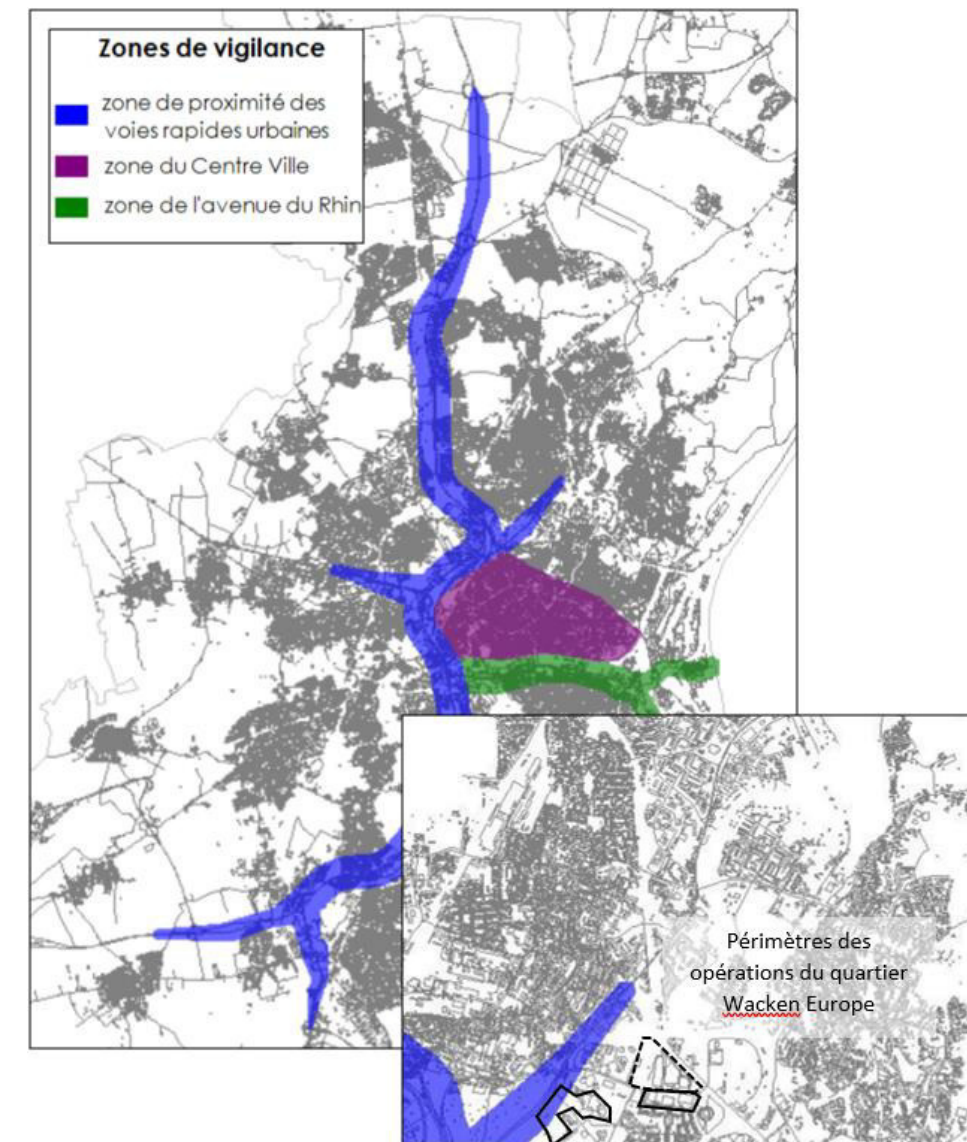 Zones de vigilance
zone de proximité des
voies rapides urbaines
zone du Centre Ville
zone de l'avenue du Rhin
Périmètres des
opérations du quartier
Wacken Europe